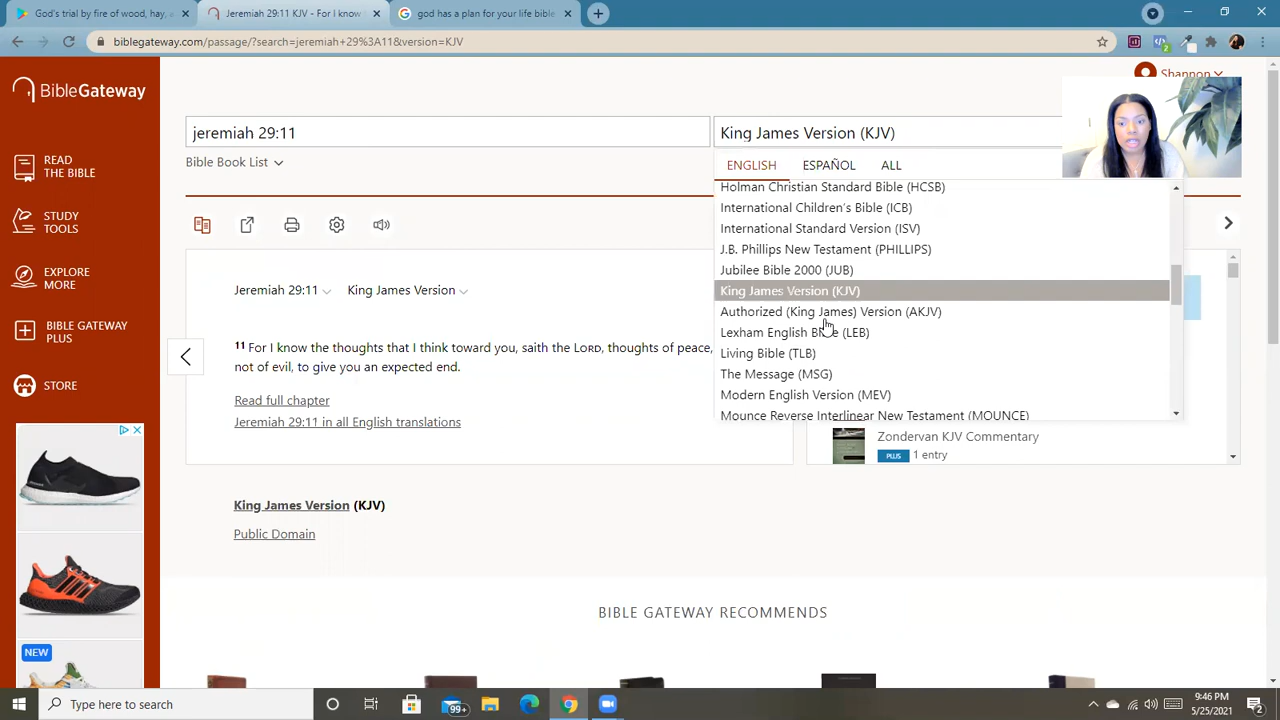 God's trial by fire of wood, hay,
Jeremiah 29:11 KJV - For I know
god has a plan for your life bible
biblegateway.com/passage/?search=jeremiah+29%3A11&version=KJV
BibleGateway
Shannon
jeremiah 29:11
King James Version (KJV)
Bible Book List
ENGLISH
ESPAÑOL
ALL
READ
THE BIBLE
STUDY
TOOLS
EXPLORE
MORE
BIBLE GATEWAY
PLUS
STORE
Holman Christian Standard Bible (HCSB)
International Children's Bible (ICB)
International Standard Version (ISV)
J.B. Phillips New Testament (PHILLIPS)
Jubilee Bible 2000 (JUB)
King James Version (KJV)
Authorized (King James) Version (AKJV)
Lexham English Bible (LEB)
Living Bible (TLB)
The Message (MSG)
Modern English Version (MEV)
Mounce Reverse Interlinear New Testament (MOUNCE)
Jeremiah 29:11
King James Version
11 For I know the thoughts that I think toward you, saith the LORD, thoughts of peace,
not of evil, to give you an expected end.
Read full chapter
Jeremiah 29:11 in all English translations
Zondervan KJV Commentary
PLUS 1 entry
King James Version (KJV)
Public Domain
BIBLE GATEWAY RECOMMENDS
NEW
Type here to search
99+
9:46 PM
5/25/2021
2